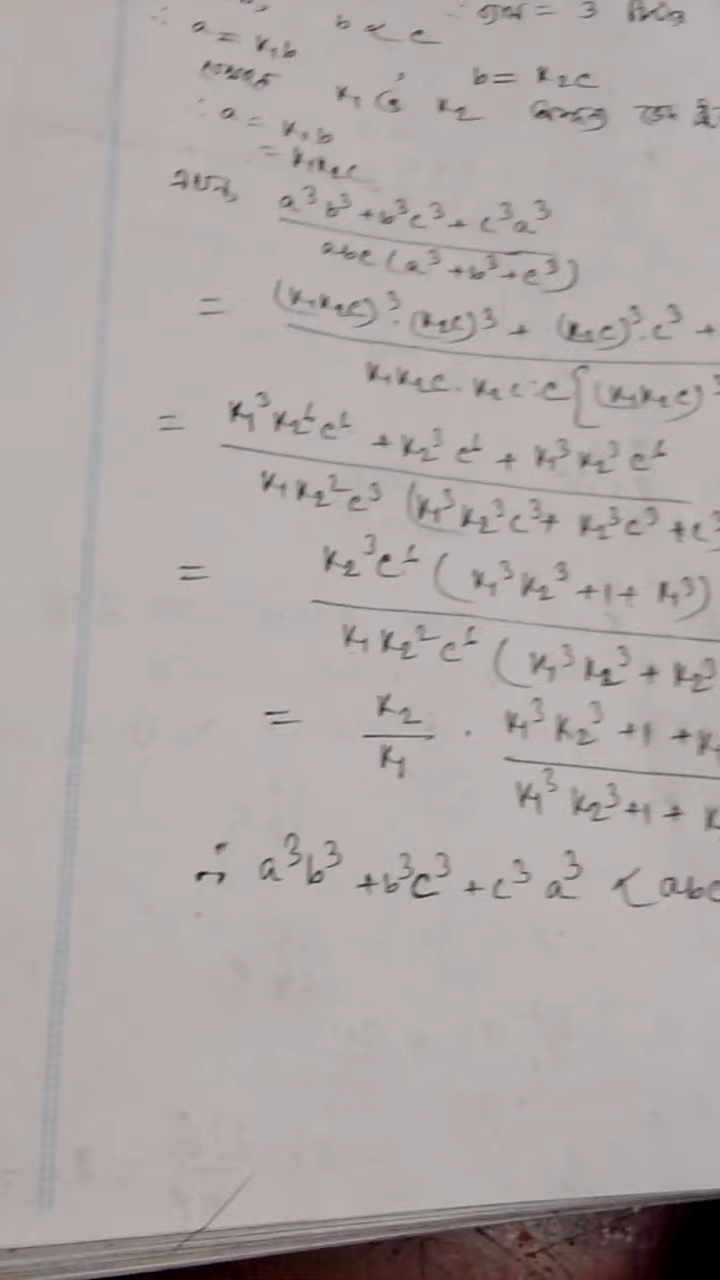 b ∝ c
∴ a = K₁b
b = K₂c
K₁ ও K₂
∴ a = K₁b
= K₁K₂c
এখন, a³b³ + b³c³ + c³a³ / abc (a³ + b³ + c³)
= (K₁K₂c)³ · (K₂c)³ + (K₂c)³ · c³ + / K₁K₂c · K₂c · c [(K₁K₂c)³
= K₁³K₂⁶c⁶ + K₂³c⁶ + K₁³K₂³c⁶ / K₁K₂²c³ (K₁³K₂³c³ + K₂³c³ + c³
= K₂³c⁶ (K₁³K₂³ + 1 + K₁³) / K₁K₂²c⁶ (K₁³K₂³ + K₂³
= K₂ / K₁ · K₁³K₂³ + 1 + K₁ / K₁³K₂³ + 1 +
∴ a³b³ + b³c³ + c³a³ ∝ abc